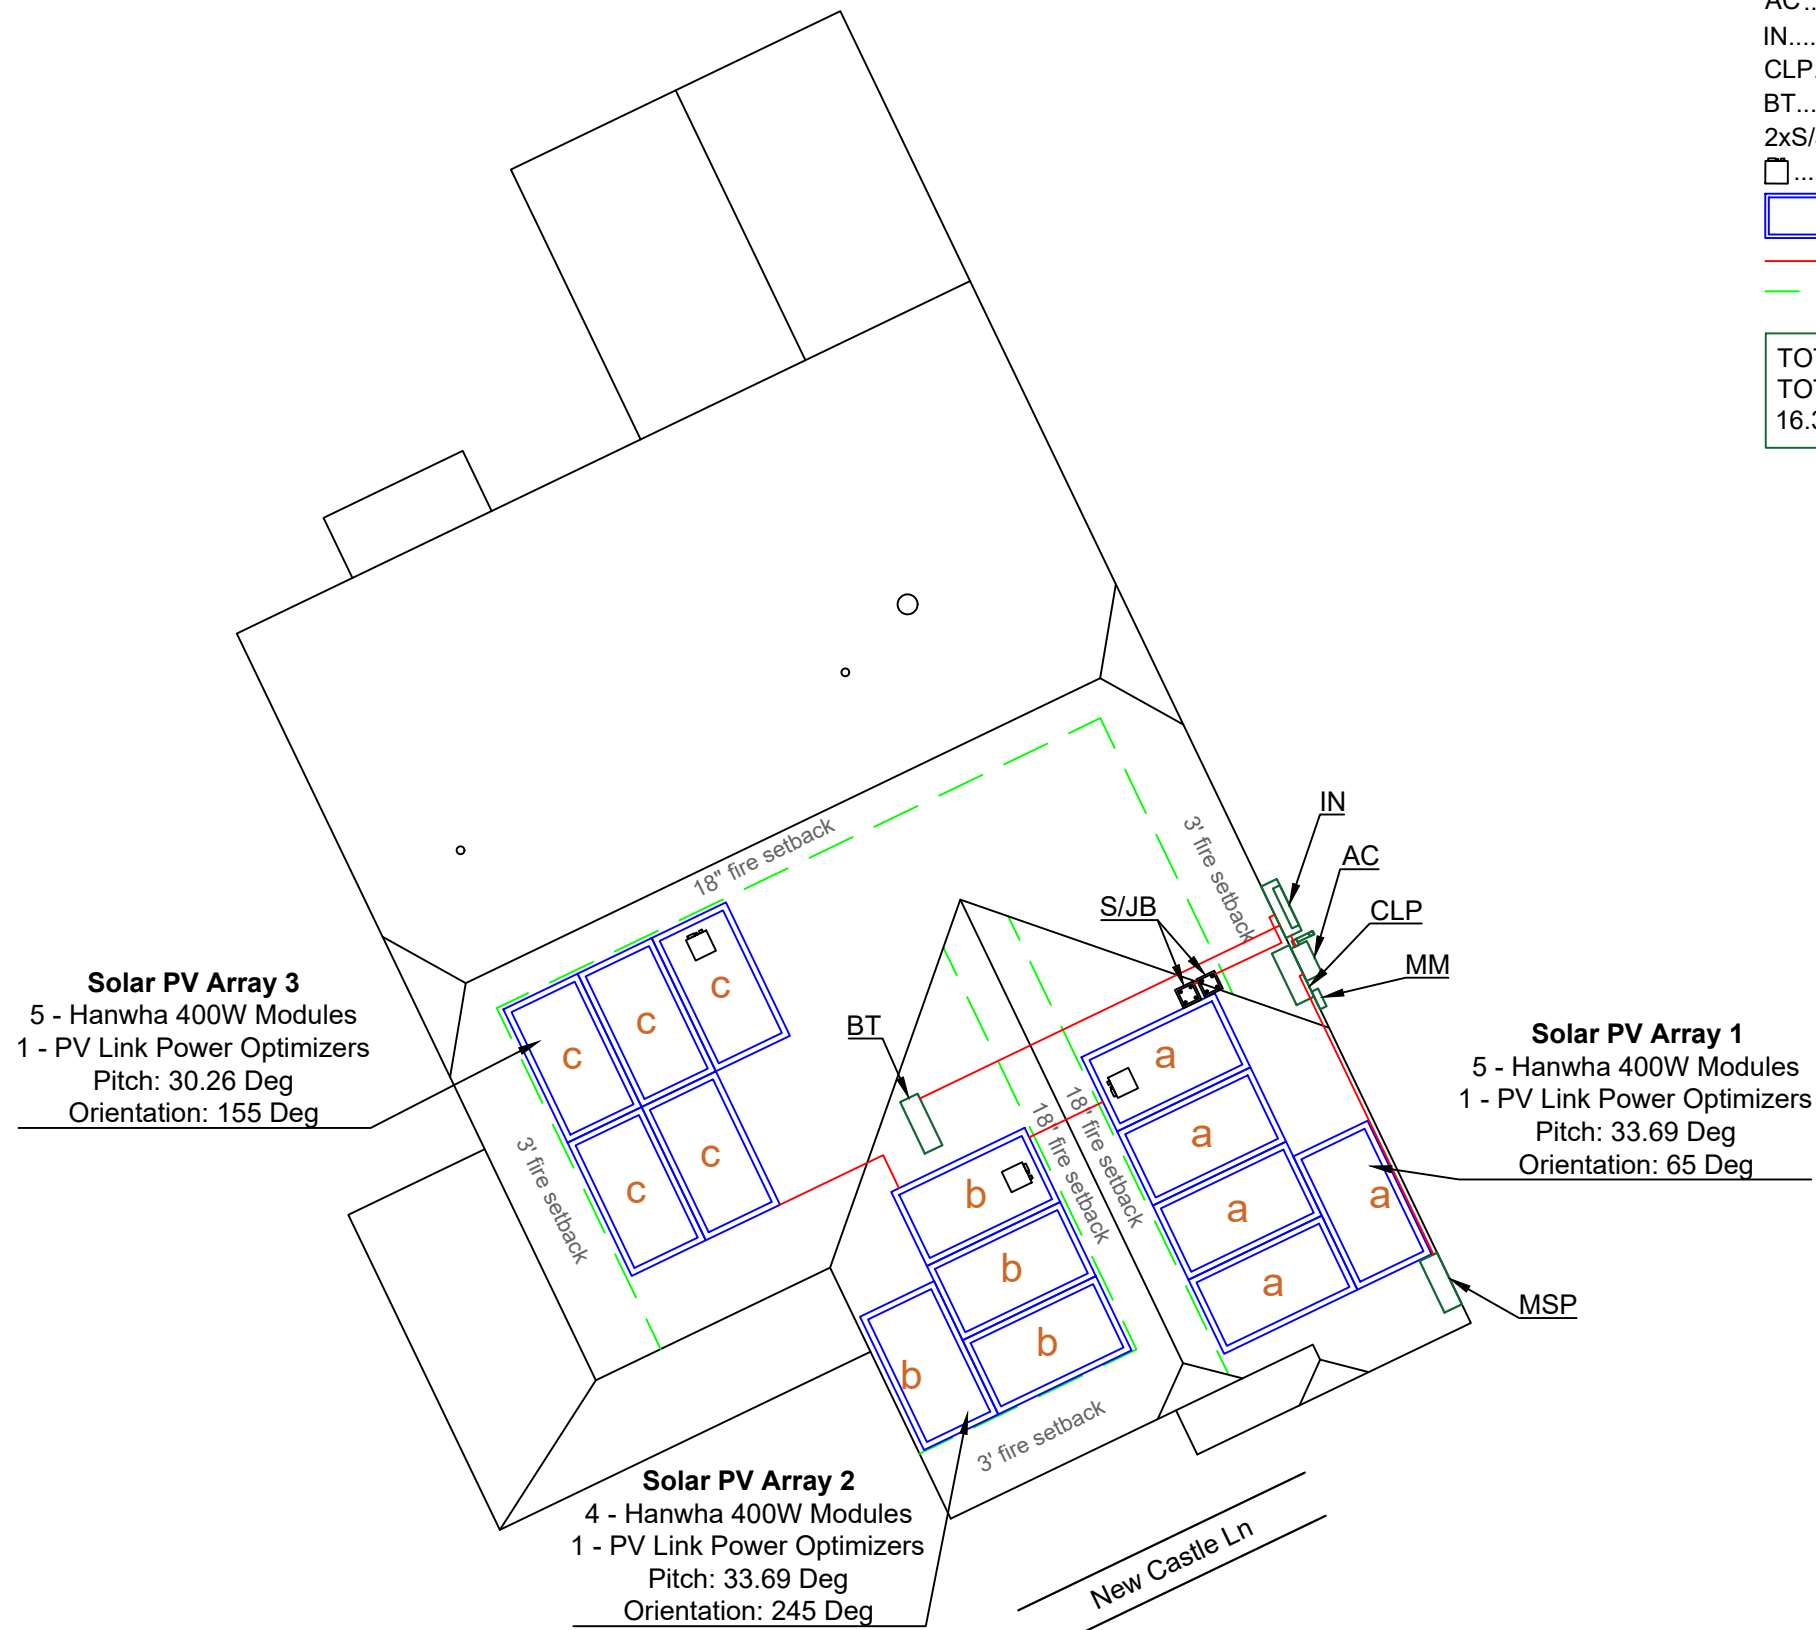 AC..
IN....
CLP.
BT...
2xS/
...
TOT
TOT
16.3
18" fire setback
3' fire setback
IN
AC
S/JB
CLP
MM
Solar PV Array 3
5 - Hanwha 400W Modules
1 - PV Link Power Optimizers
Pitch: 30.26 Deg
Orientation: 155 Deg
c
c
c
c
c
BT
3' fire setback
Solar PV Array 1
5 - Hanwha 400W Modules
1 - PV Link Power Optimizers
Pitch: 33.69 Deg
Orientation: 65 Deg
a
a
a
a
a
18" fire setback
18" fire setback
b
b
b
b
MSP
3' fire setback
Solar PV Array 2
4 - Hanwha 400W Modules
1 - PV Link Power Optimizers
Pitch: 33.69 Deg
Orientation: 245 Deg
New Castle Ln